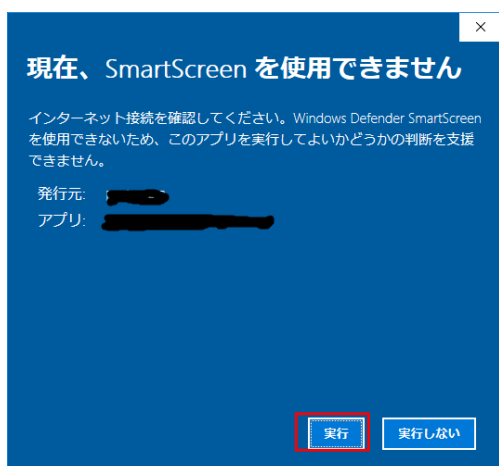 現在、SmartScreen を使用できません
インターネット接続を確認してください。Windows Defender SmartScreen
を使用できないため、このアプリを実行してよいかどうかの判断を支援
できません。
発行元:
アプリ:
実行 実行しない